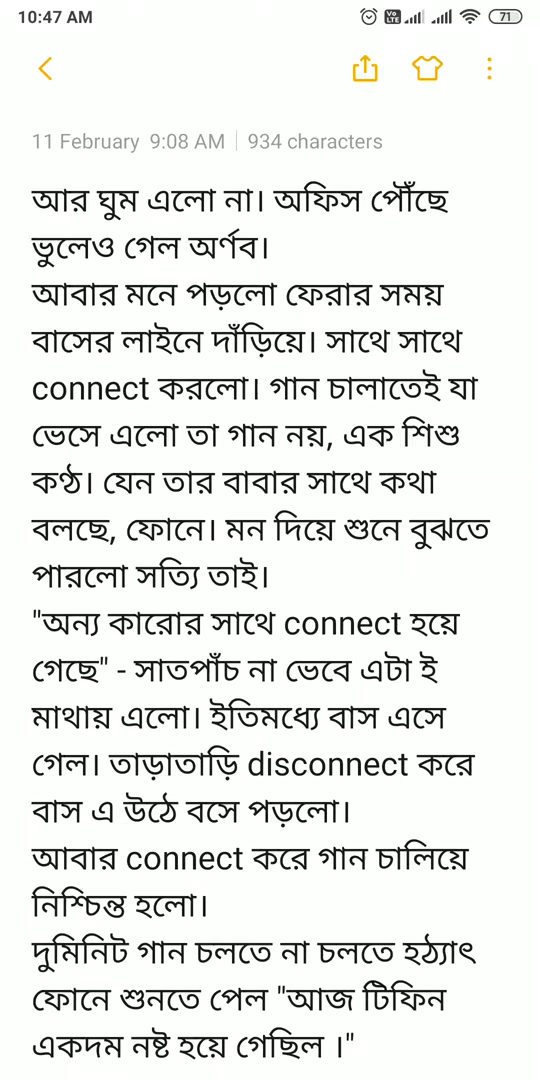 10:47 AM
Vo LTE
71
11 February 9:08 AM | 934 characters
আর ঘুম এলো না। অফিস পৌঁছে
ভুলেও গেল অর্ণব।
আবার মনে পড়লো ফেরার সময়
বাসের লাইনে দাঁড়িয়ে। সাথে সাথে
connect করলো। গান চালাতেই যা
ভেসে এলো তা গান নয়, এক শিশু
কণ্ঠ। যেন তার বাবার সাথে কথা
বলছে, ফোনে। মন দিয়ে শুনে বুঝতে
পারলো সত্যি তাই।
"অন্য কারোর সাথে connect হয়ে
গেছে" - সাতপাঁচ না ভেবে এটা ই
মাথায় এলো। ইতিমধ্যে বাস এসে
গেল। তাড়াতাড়ি disconnect করে
বাস এ উঠে বসে পড়লো।
আবার connect করে গান চালিয়ে
নিশ্চিন্ত হলো।
দুমিনিট গান চলতে না চলতে হঠ্যাৎ
ফোনে শুনতে পেল "আজ টিফিন
একদম নষ্ট হয়ে গেছিল ।"